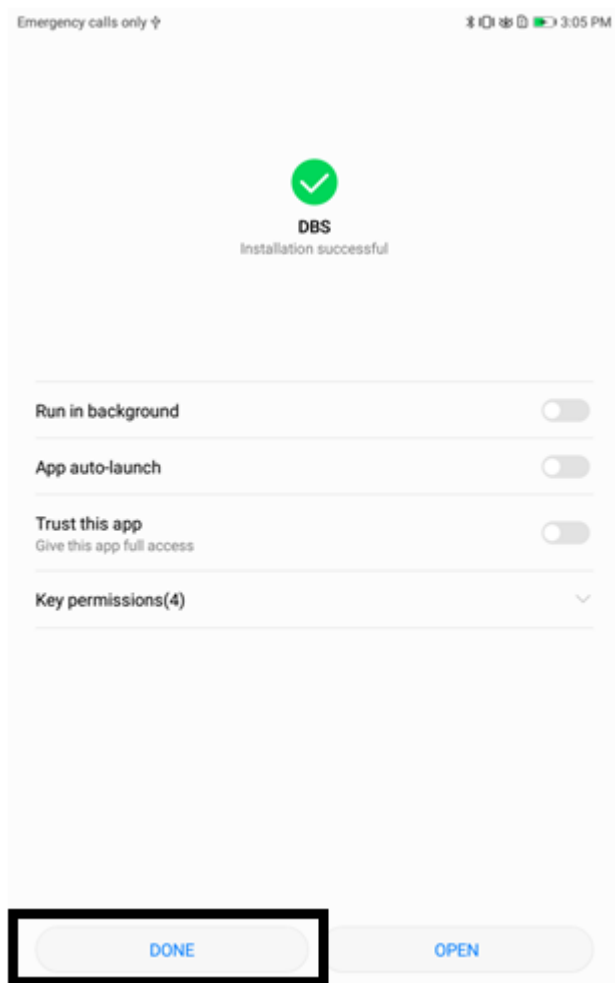 Emergency calls only 3:05 PM
DBS
Installation successful
Run in background
App auto-launch
Trust this app
Give this app full access
Key permissions(4)
DONE OPEN